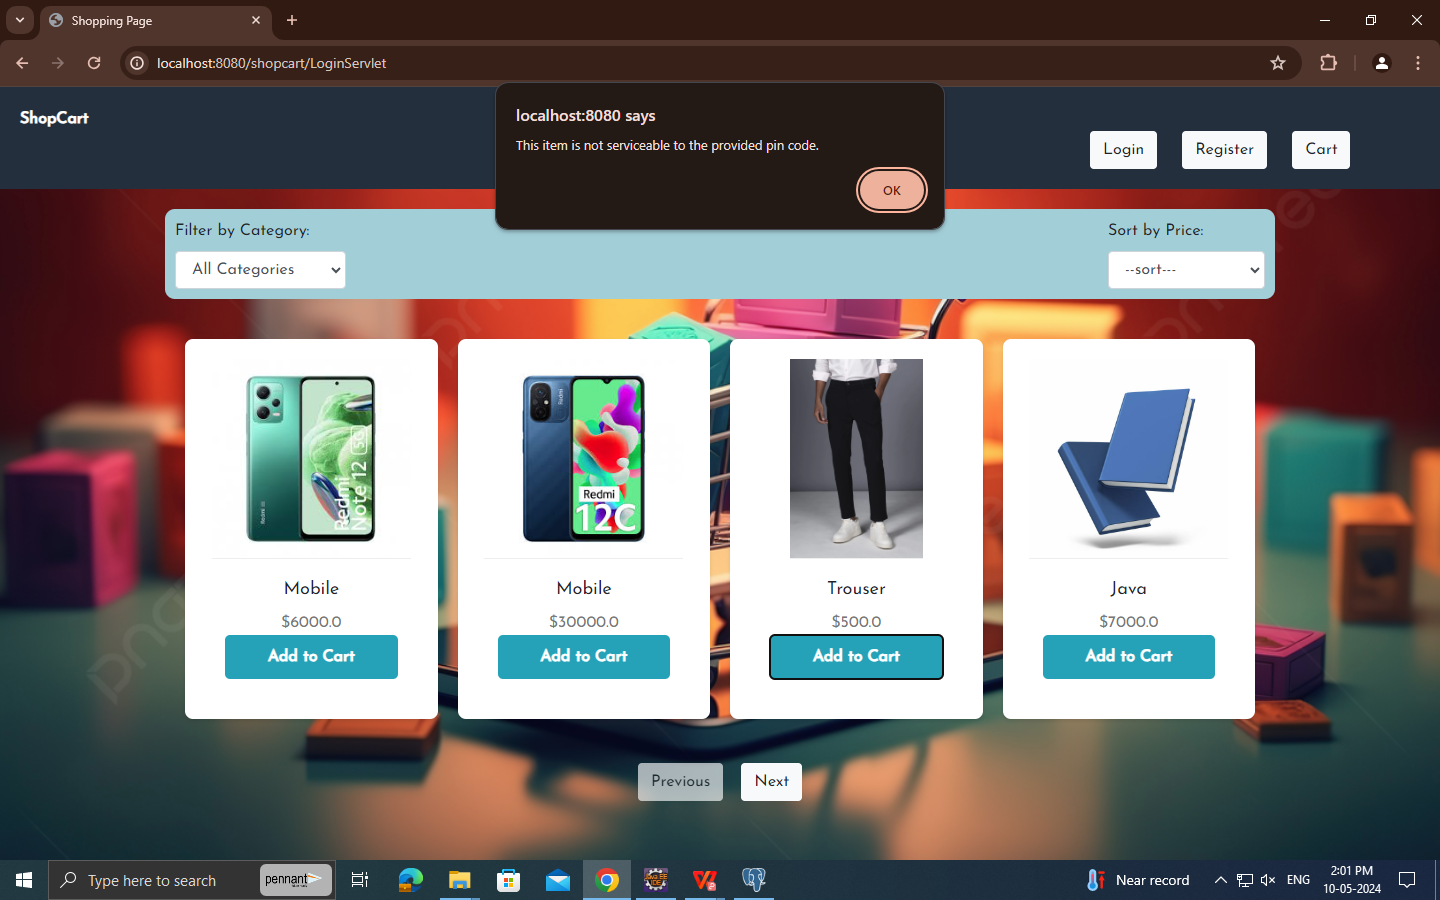 Shopping Page
localhost:8080/shopcart/LoginServlet
ShopCart
localhost:8080 says
This item is not serviceable to the provided pin code.
OK
Login
Register
Cart
Filter by Category:
All Categories
Sort by Price:
--sort---
Redmi
Note 12 5G
Redmi
12C
Mobile
$6000.0
Add to Cart
Mobile
$30000.0
Add to Cart
Trouser
$500.0
Add to Cart
Java
$7000.0
Add to Cart
Previous
Next
Type here to search
pennant
Near record
ENG
2:01 PM
10-05-2024